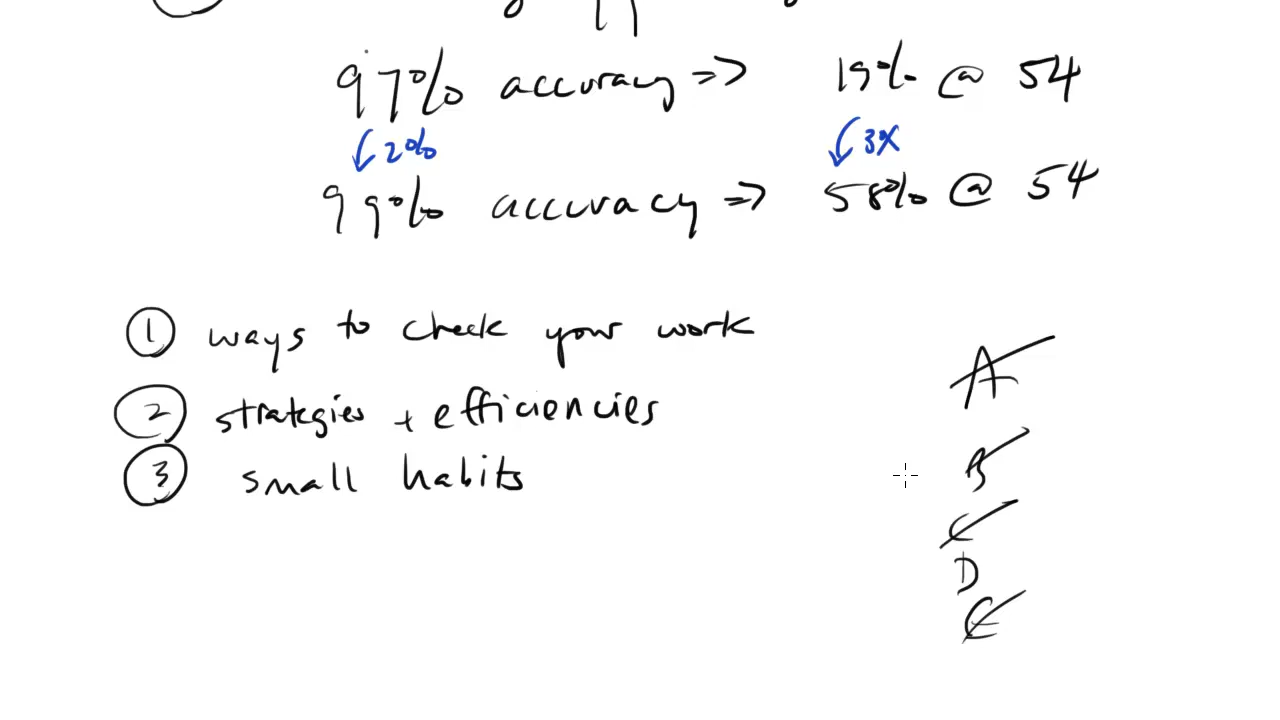 97% accuracy => 19% @ 54
2% 3X
99% accuracy => 58% @ 54
1 ways to check your work
2 strategies + efficiencies
3 small habits
A
B
C
D
E